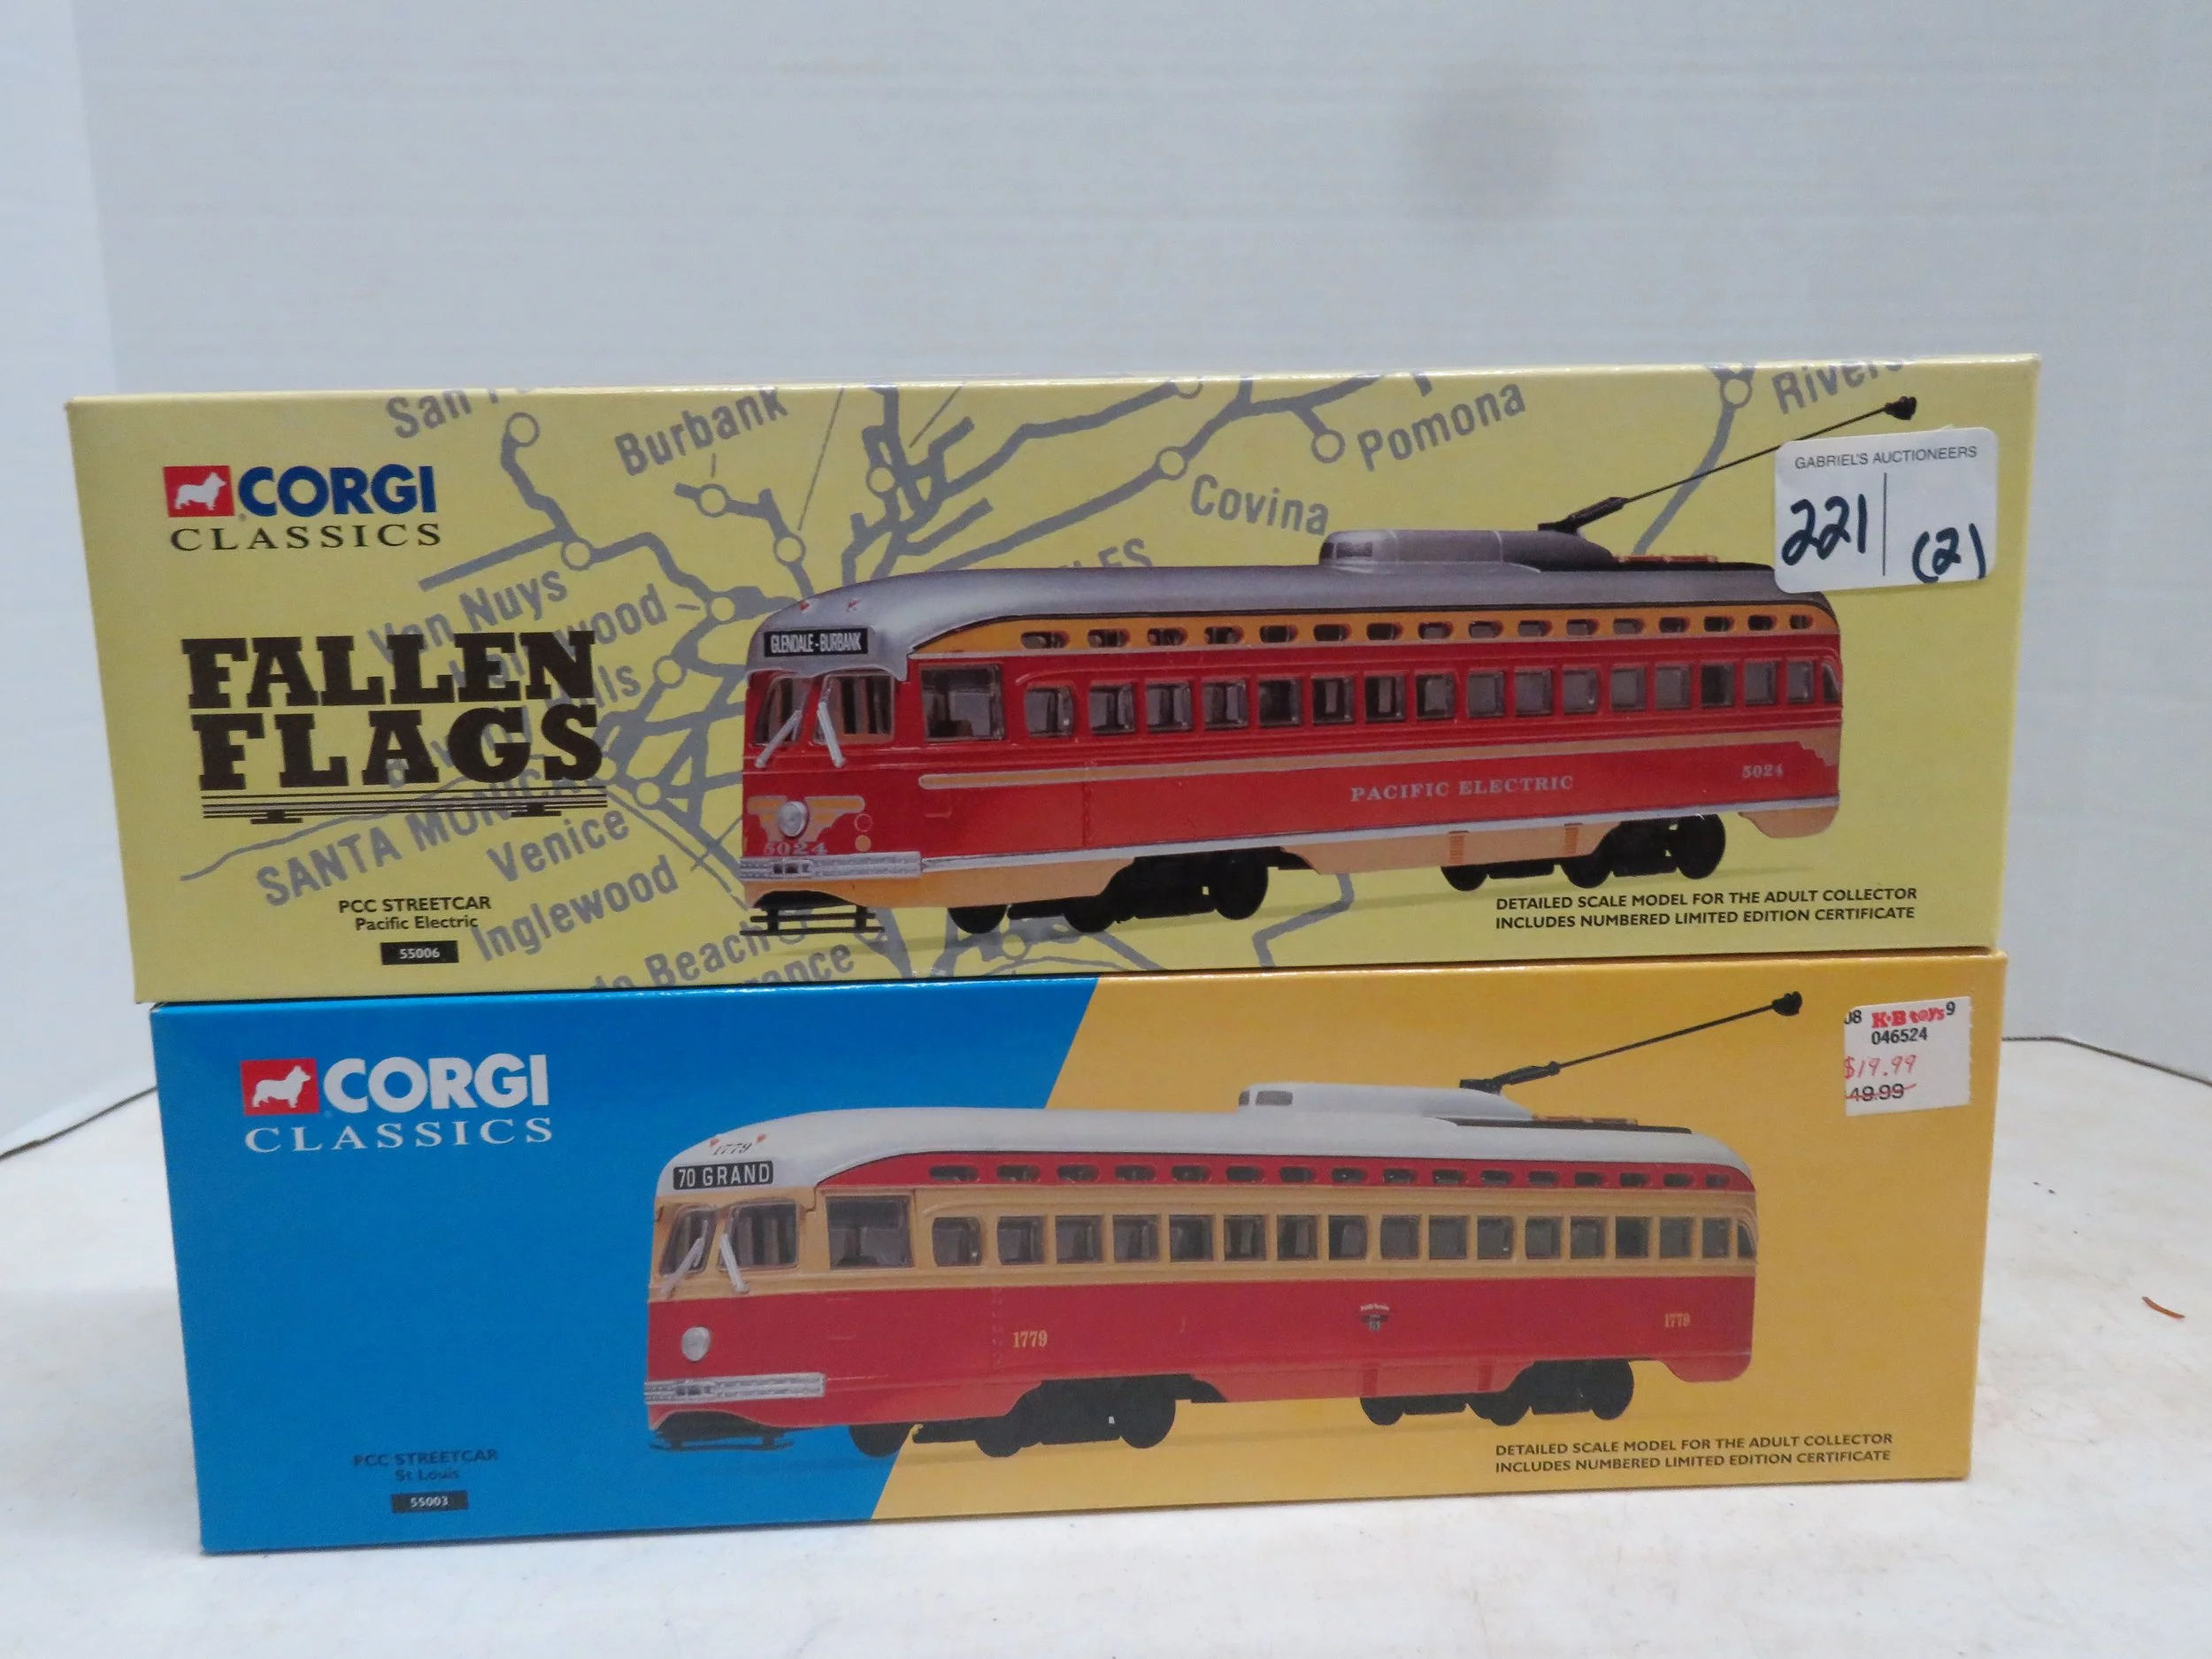 San
Burbank
Pomona
Covina
Van Nuys
SANTA MONICA
Venice
Inglewood
Beach
CORGI
CLASSICS
FALLEN
FLAGS
PCC STREETCAR
Pacific Electric
55006
GLENDALE-BURBANK
5024
PACIFIC ELECTRIC
5024
GABRIEL'S AUCTIONEERS
221 (2)
DETAILED SCALE MODEL FOR THE ADULT COLLECTOR
INCLUDES NUMBERED LIMITED EDITION CERTIFICATE
CORGI
CLASSICS
1779
70 GRAND
1779
1779
K·B toys 9
046524
$19.99
49.99
PCC STREETCAR
St Louis
55003
DETAILED SCALE MODEL FOR THE ADULT COLLECTOR
INCLUDES NUMBERED LIMITED EDITION CERTIFICATE